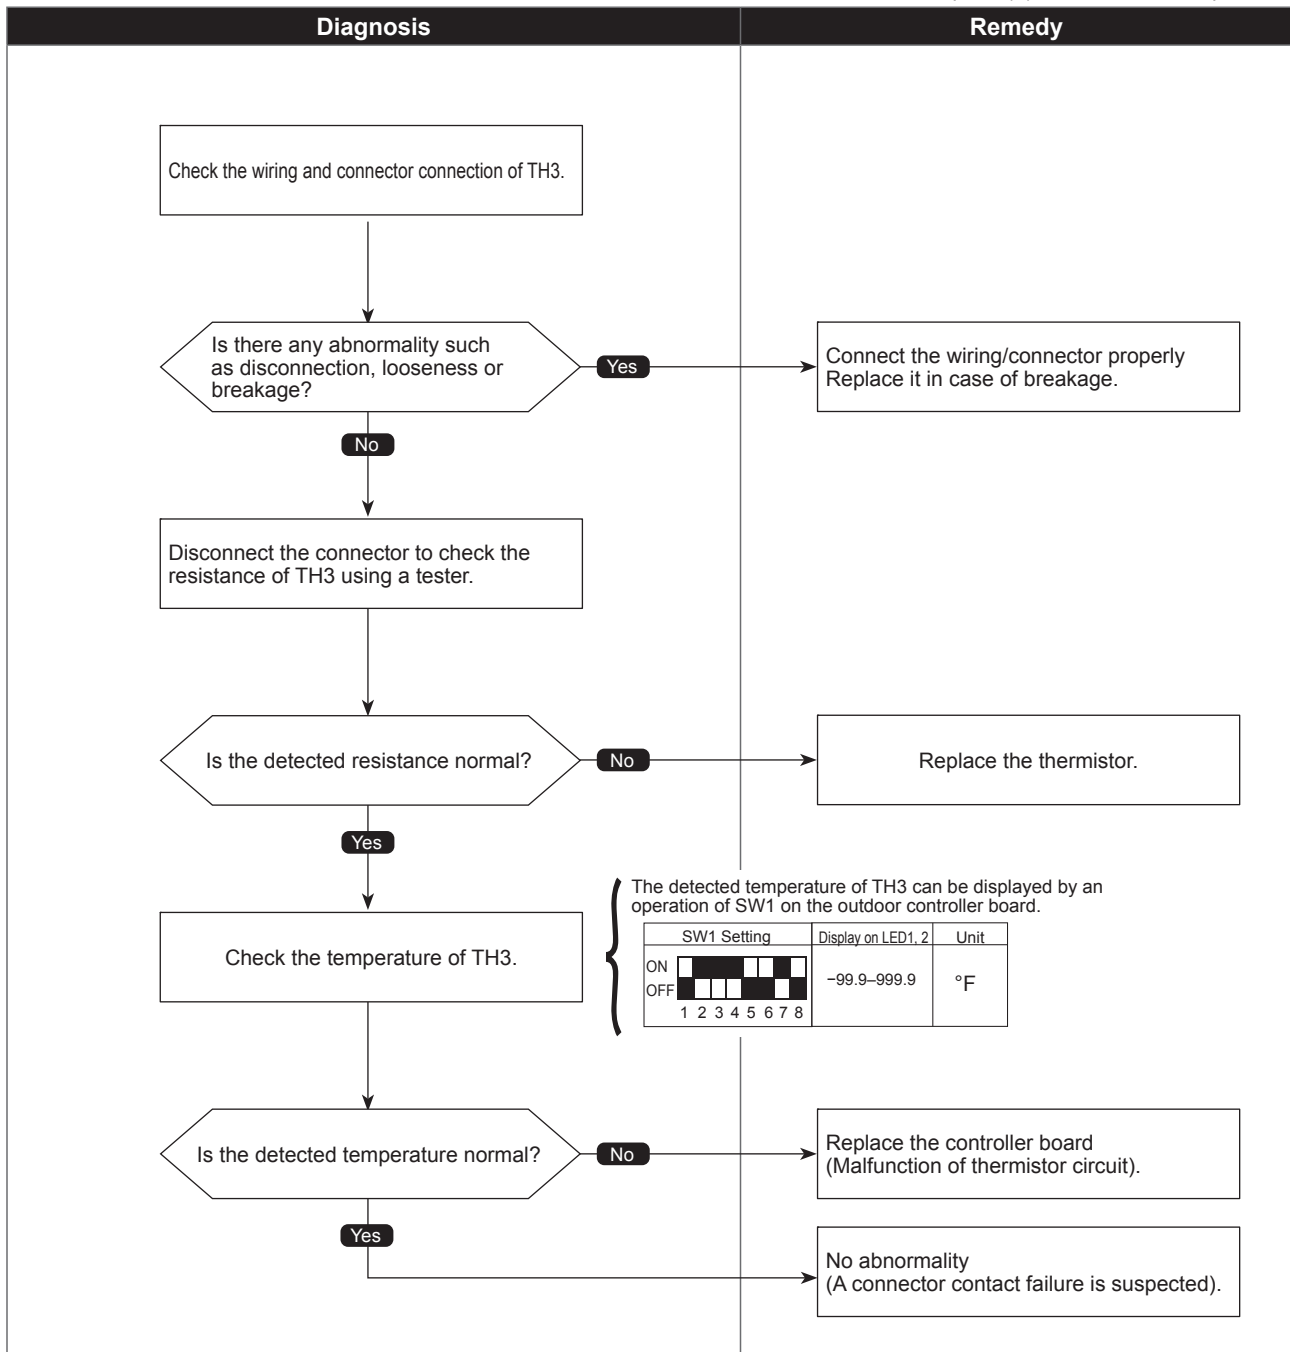 Diagnosis
Remedy
Check the wiring and connector connection of TH3.
Is there any abnormality such
as disconnection, looseness or
breakage?
Yes
Connect the wiring/connector properly
Replace it in case of breakage.
No
Disconnect the connector to check the
resistance of TH3 using a tester.
Is the detected resistance normal?
No
Replace the thermistor.
Yes
The detected temperature of TH3 can be displayed by an
operation of SW1 on the outdoor controller board.
Check the temperature of TH3.
SW1 Setting
Display on LED1, 2
Unit
ON
OFF
1 2 3 4 5 6 7 8
−99.9–999.9
°F
Is the detected temperature normal?
No
Replace the controller board
(Malfunction of thermistor circuit).
Yes
No abnormality
(A connector contact failure is suspected).